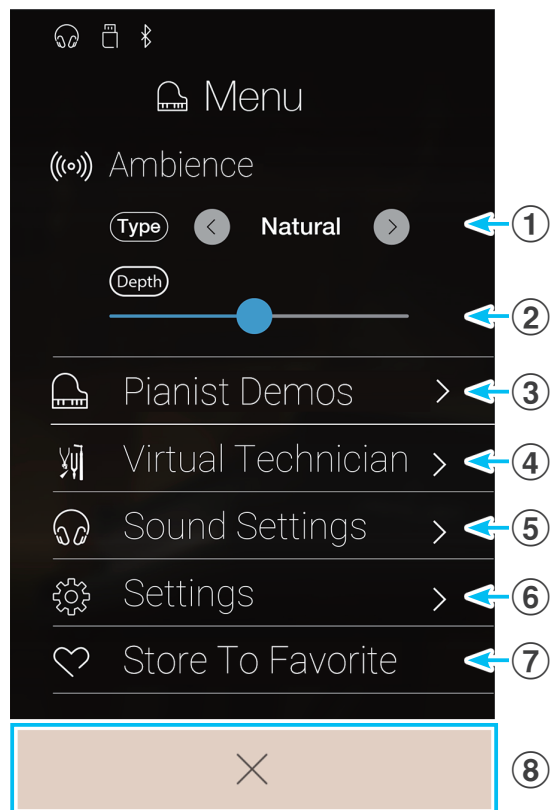 Menu
Ambience
Type < Natural > ①
Depth
②
Pianist Demos > ③
Virtual Technician > ④
Sound Settings > ⑤
Settings > ⑥
Store To Favorite ⑦
× ⑧